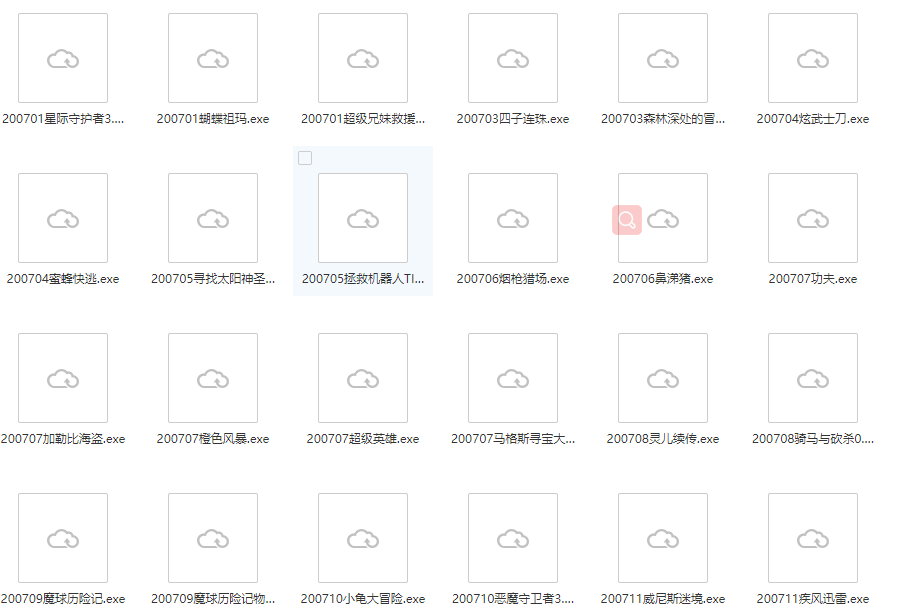 200701星际守护者3....
200701蝴蝶祖玛.exe
200701超级兄妹救援...
200703四子连珠.exe
200703森林深处的冒...
200704炫武士刀.exe
200704蜜蜂快逃.exe
200705寻找太阳神圣...
200705拯救机器人TI...
200706烟枪猎场.exe
200706鼻涕猪.exe
200707功夫.exe
200707加勒比海盗.exe
200707橙色风暴.exe
200707超级英雄.exe
200707马格斯寻宝大...
200708灵儿续传.exe
200708骑马与砍杀0....
200709魔球历险记.exe
200709魔球历险记物...
200710小龟大冒险.exe
200710恶魔守卫者3....
200711威尼斯迷境.exe
200711疾风迅雷.exe